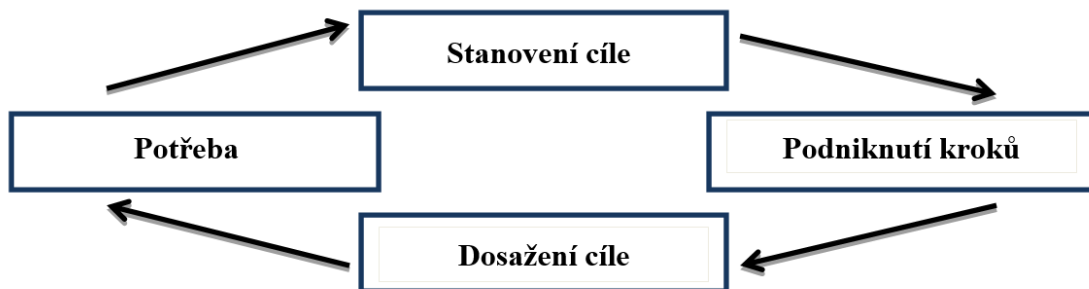 Stanovení cíle
Potřeba
Podniknutí kroků
Dosažení cíle